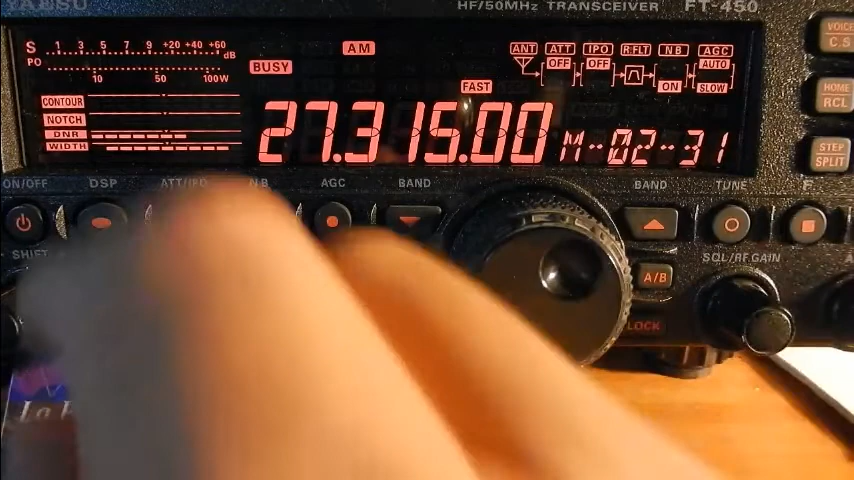 YAESU HF/50MHz TRANSCEIVER FT-450
S 1 3 5 7 9 +20 +40 +60 dB
PO 10 50 100W
BUSY AM
ANT ATT IPO R.FLT NB AGC
OFF OFF AUTO
ON SLOW
CONTOUR
NOTCH
DNR
WIDTH
FAST
27.315.00 M-02-31
VOICE
C.S
HOME
RCL
STEP
SPLIT
ON/OFF DSP ATT/IPO NB AGC BAND BAND TUNE F
SHIFT
A/B
SQL/RF GAIN
LOCK